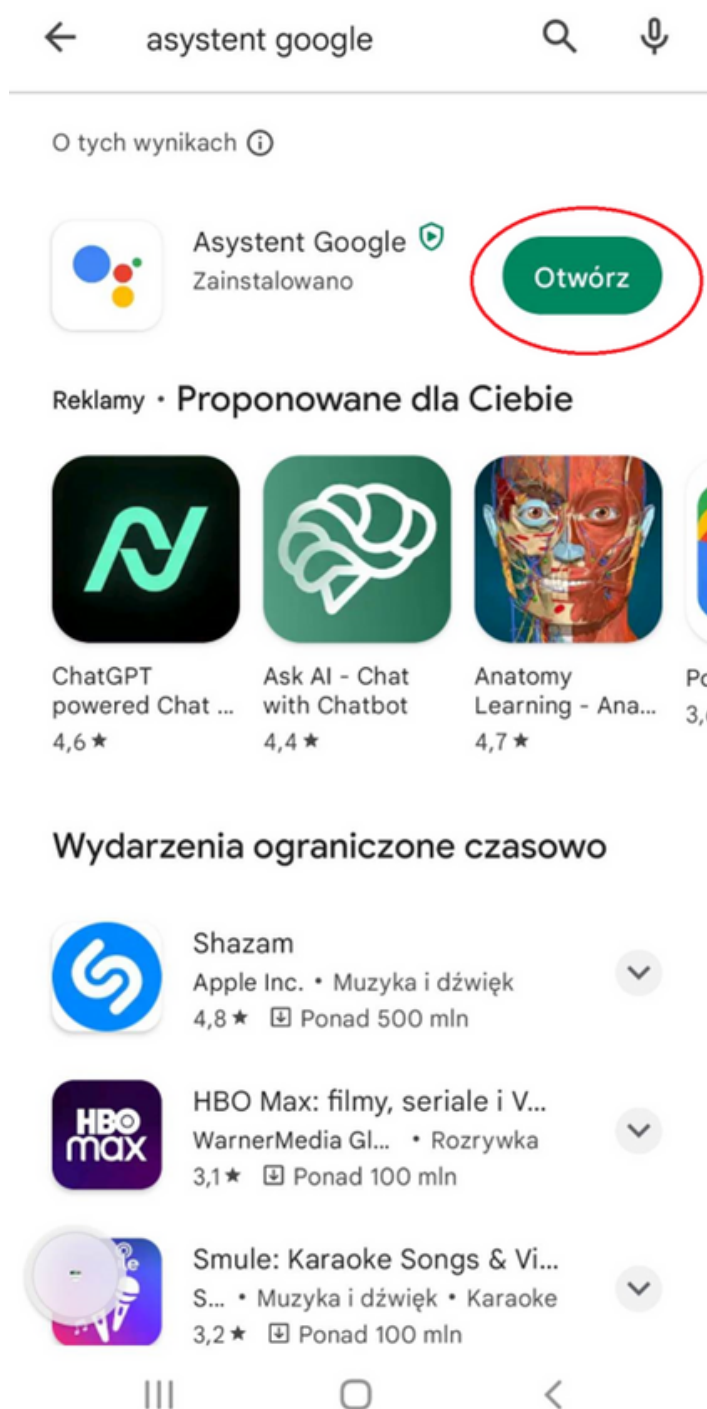 asystent google
O tych wynikach
Asystent Google
Zainstalowano
Otwórz
Reklamy • Proponowane dla Ciebie
ChatGPT
powered Chat ...
4,6★
Ask AI - Chat
with Chatbot
4,4★
Anatomy
Learning - Ana...
4,7★
Wydarzenia ograniczone czasowo
Shazam
Apple Inc. • Muzyka i dźwięk
4,8★ Ponad 500 mln
HBO
max
HBO Max: filmy, seriale i V...
WarnerMedia Gl... • Rozrywka
3,1★ Ponad 100 mln
Smule: Karaoke Songs & Vi...
S... • Muzyka i dźwięk • Karaoke
3,2★ Ponad 100 mln